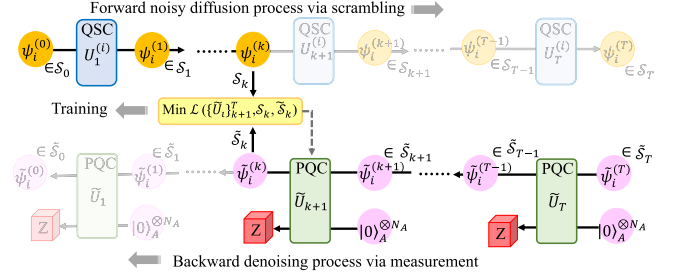 Forward noisy diffusion process via scrambling
QSC QSC QSC
ψ_i^(0) U_1^(i) ψ_i^(1) ψ_i^(k) U_{k+1}^(i) ψ_i^(k+1) ψ_i^(T−1) U_T^(i) ψ_i^(T)
∈ S_0 ∈ S_1 S_k ∈ S_{k+1} ∈ S_{T−1} ∈ S_T
Training Min ℒ ({Ũ_i}_{k+1}^T, S_k, S̃_k)
∈ S̃_0 ∈ S̃_1 S̃_k ∈ S̃_{k+1} ∈ S̃_{T−1} ∈ S̃_T
ψ̃_i^(0) PQC ψ̃_i^(1) ψ̃_i^(k) PQC ψ̃_i^(k+1) ψ̃_i^(T−1) PQC ψ̃_i^(T)
Ũ_1 Ũ_{k+1} Ũ_T
Z |0⟩_A^{⊗N_A} Z |0⟩_A^{⊗N_A} Z |0⟩_A^{⊗N_A}
Backward denoising process via measurement